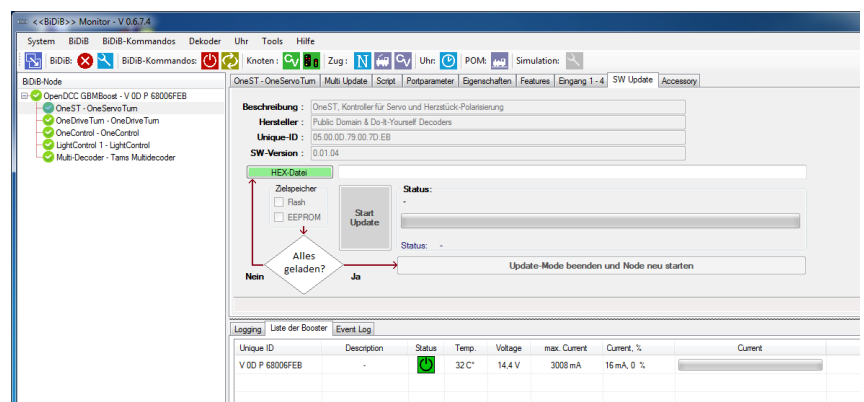 <<BiDiB>> Monitor - V 0.6.7.4
System BiDiB BiDiB-Kommandos Dekoder Uhr Tools Hilfe
BiDiB: BiDiB-Kommandos: Knoten : CV Zug : N CV Uhr: POM: Simulation:
BiDiB-Node
OpenDCC GBMBoost - V 0D P 68006FEB
OneST - OneServoTurn
OneDriveTurn - OneDriveTurn
OneControl - OneControl
LightControl 1 - LightControl
Multi-Decoder - Tams Multidecoder
OneST - OneServoTurn Multi Update Script Portparameter Eigenschaften Features Eingang 1 - 4 SW Update Accessory
Beschreibung : OneST, Kontroller für Servo und Herzstück-Polarisierung
Hersteller : Public Domain & Do-It-Yourself Decoders
Unique-ID : 05.00.0D.79.00.7D.EB
SW-Version : 0.01.04
HEX-Datei
Zielspeicher
Flash
EEPROM
Start Update
Status:
-
Status: -
Alles
geladen?
Nein
Ja
Update-Mode beenden und Node neu starten
Logging Liste der Booster Event Log
Unique ID Description Status Temp. Voltage max. Current Current, % Current
V 0D P 68006FEB - 32 C° 14,4 V 3008 mA 16 mA, 0 %